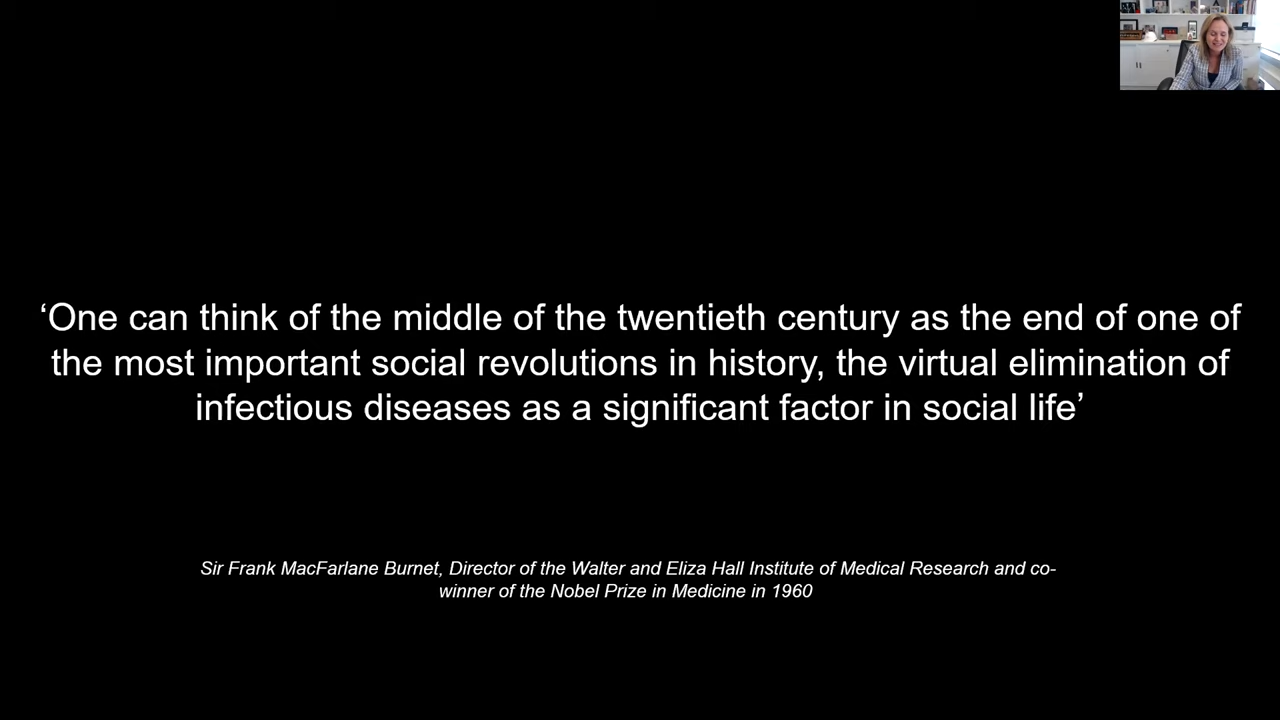 ‘One can think of the middle of the twentieth century as the end of one of
the most important social revolutions in history, the virtual elimination of
infectious diseases as a significant factor in social life’
Sir Frank MacFarlane Burnet, Director of the Walter and Eliza Hall Institute of Medical Research and co-
winner of the Nobel Prize in Medicine in 1960